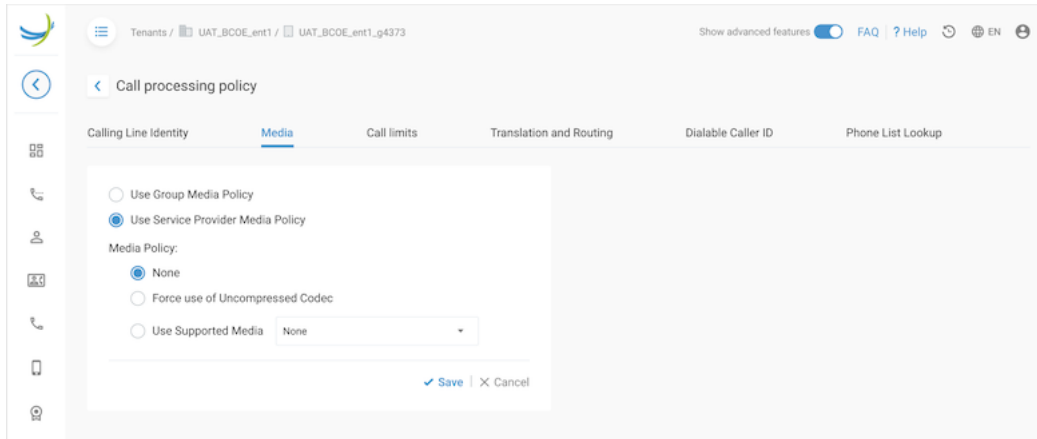 Tenants / UAT_BCOE_ent1 / UAT_BCOE_ent1_g4373 Show advanced features FAQ ? Help EN
Call processing policy
Calling Line Identity Media Call limits Translation and Routing Dialable Caller ID Phone List Lookup
Use Group Media Policy
Use Service Provider Media Policy
Media Policy:
None
Force use of Uncompressed Codec
Use Supported Media None
Save Cancel